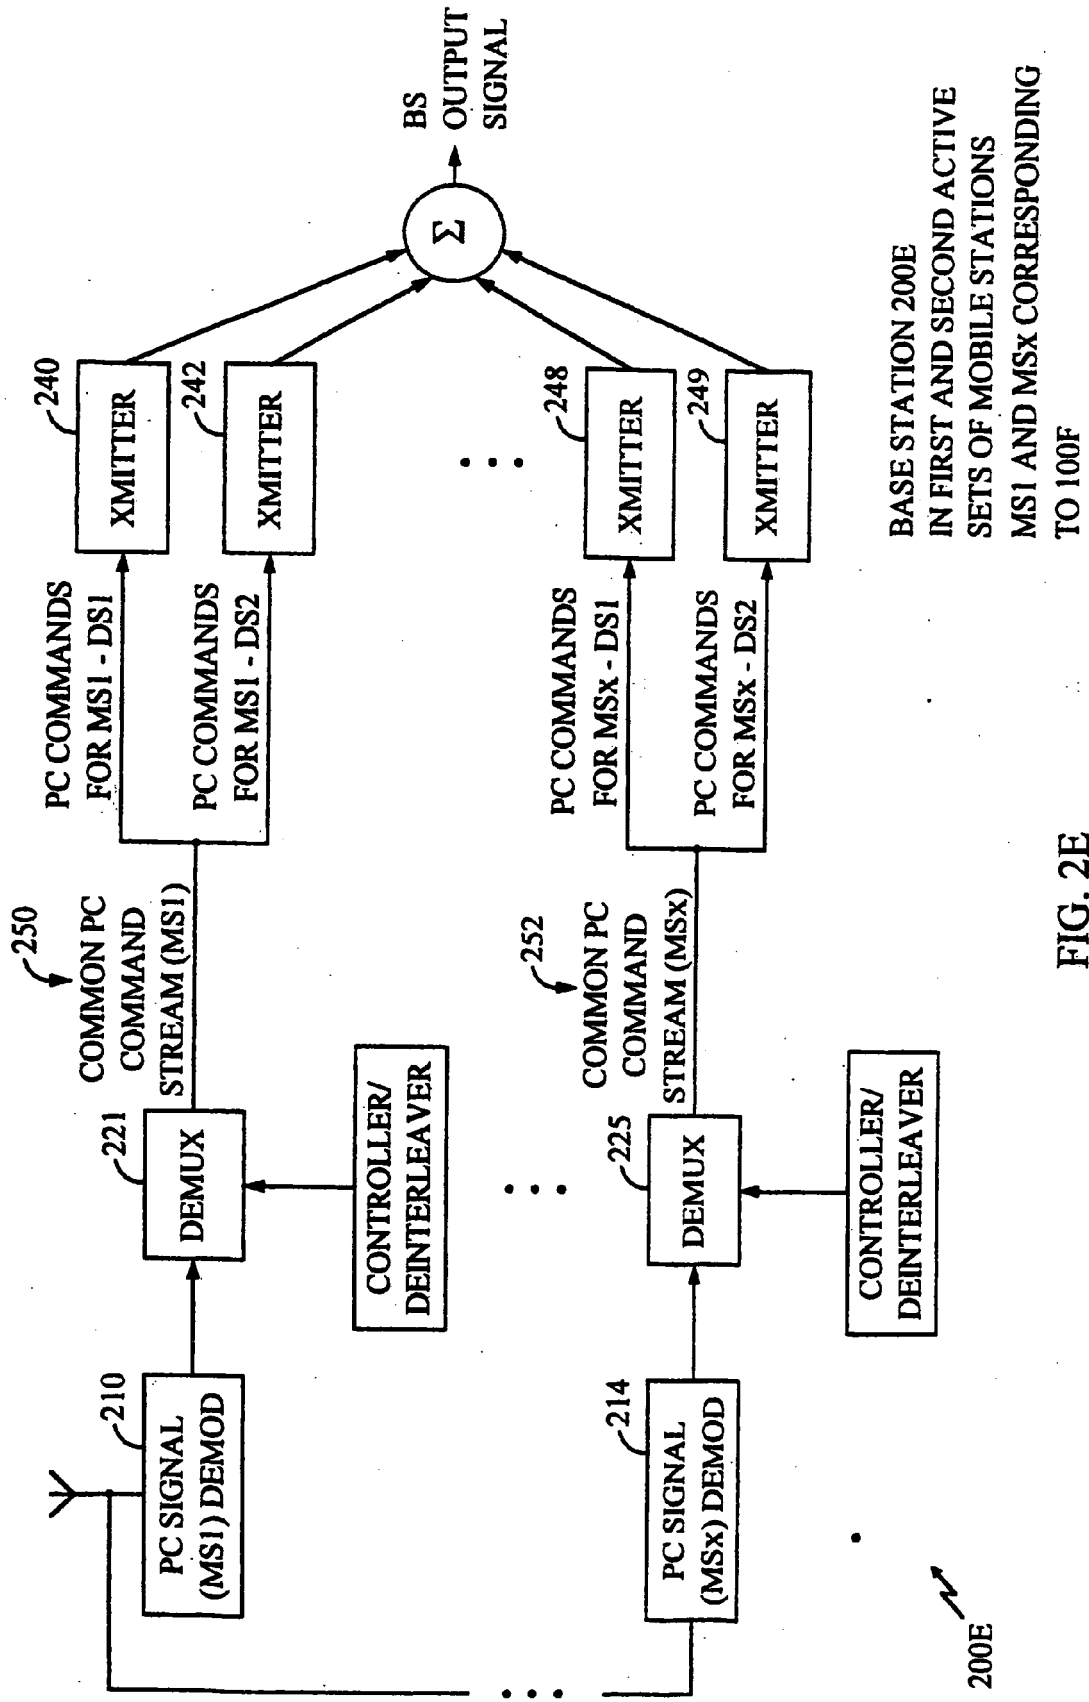 210
PC SIGNAL
(MS1) DEMOD
221
DEMUX
CONTROLLER/
DEINTERLEAVER
250
COMMON PC
COMMAND
STREAM (MS1)
PC COMMANDS
FOR MS1 - DS1
240
XMITTER
PC COMMANDS
FOR MS1 - DS2
242
XMITTER
Σ
BS
OUTPUT
SIGNAL
214
PC SIGNAL
(MSx) DEMOD
225
DEMUX
CONTROLLER/
DEINTERLEAVER
252
COMMON PC
COMMAND
STREAM (MSx)
PC COMMANDS
FOR MSx - DS1
248
XMITTER
PC COMMANDS
FOR MSx - DS2
249
XMITTER
200E
BASE STATION 200E
IN FIRST AND SECOND ACTIVE
SETS OF MOBILE STATIONS
MS1 AND MSx CORRESPONDING
TO 100F
FIG. 2E